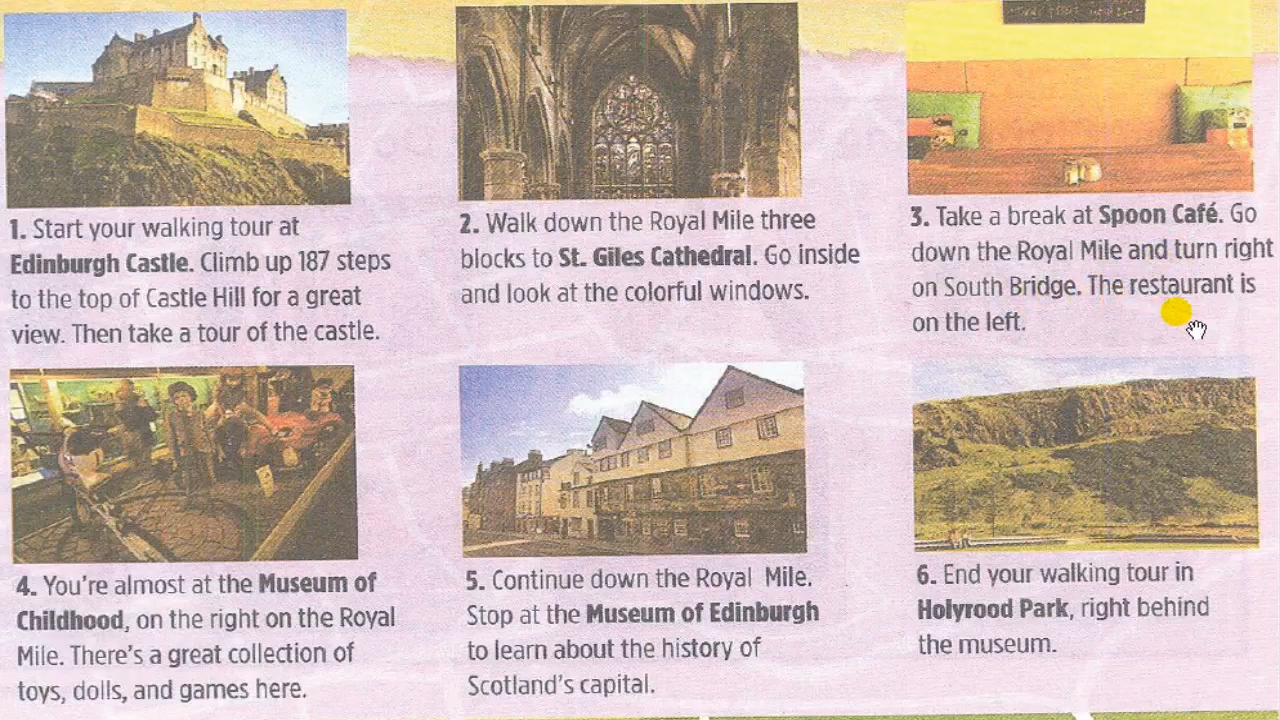 1. Start your walking tour at
Edinburgh Castle. Climb up 187 steps
to the top of Castle Hill for a great
view. Then take a tour of the castle.
2. Walk down the Royal Mile three
blocks to St. Giles Cathedral. Go inside
and look at the colorful windows.
3. Take a break at Spoon Café. Go
down the Royal Mile and turn right
on South Bridge. The restaurant is
on the left.
4. You're almost at the Museum of
Childhood, on the right on the Royal
Mile. There's a great collection of
toys, dolls, and games here.
5. Continue down the Royal Mile.
Stop at the Museum of Edinburgh
to learn about the history of
Scotland's capital.
6. End your walking tour in
Holyrood Park, right behind
the museum.